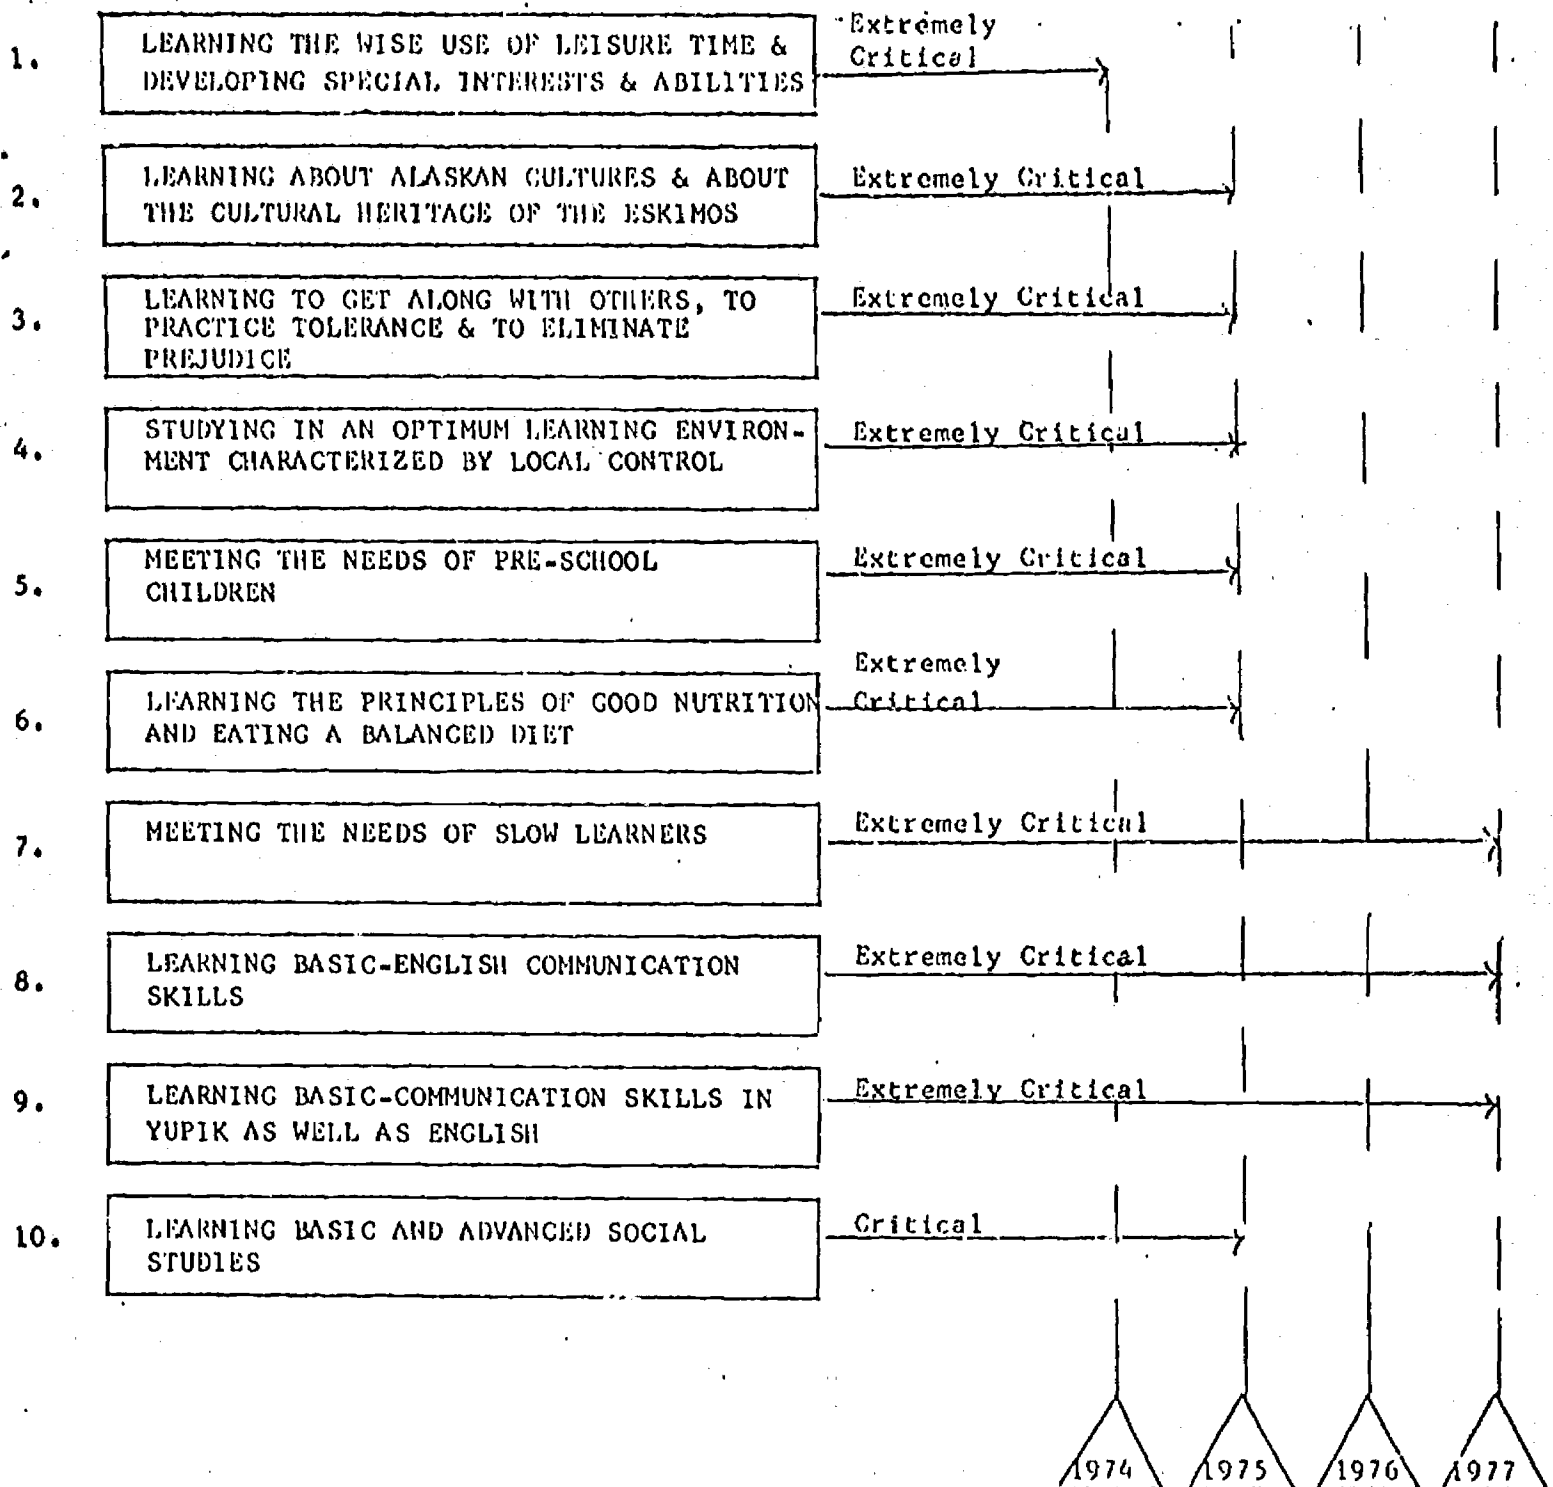 Extremely
Critical
1. LEARNING THE WISE USE OF LEISURE TIME &
DEVELOPING SPECIAL INTERESTS & ABILITIES
2. LEARNING ABOUT ALASKAN CULTURES & ABOUT
THE CULTURAL HERITAGE OF THE ESKIMOS
Extremely Critical
3. LEARNING TO GET ALONG WITH OTHERS, TO
PRACTICE TOLERANCE & TO ELIMINATE
PREJUDICE
Extremely Critical
4. STUDYING IN AN OPTIMUM LEARNING ENVIRON-
MENT CHARACTERIZED BY LOCAL CONTROL
Extremely Critical
5. MEETING THE NEEDS OF PRE-SCHOOL
CHILDREN
Extremely Critical
6. LEARNING THE PRINCIPLES OF GOOD NUTRITION
AND EATING A BALANCED DIET
Extremely
Critical
7. MEETING THE NEEDS OF SLOW LEARNERS
Extremely Critical
8. LEARNING BASIC-ENGLISH COMMUNICATION
SKILLS
Extremely Critical
9. LEARNING BASIC-COMMUNICATION SKILLS IN
YUPIK AS WELL AS ENGLISH
Extremely Critical
10. LEARNING BASIC AND ADVANCED SOCIAL
STUDIES
Critical
1974 1975 1976 1977